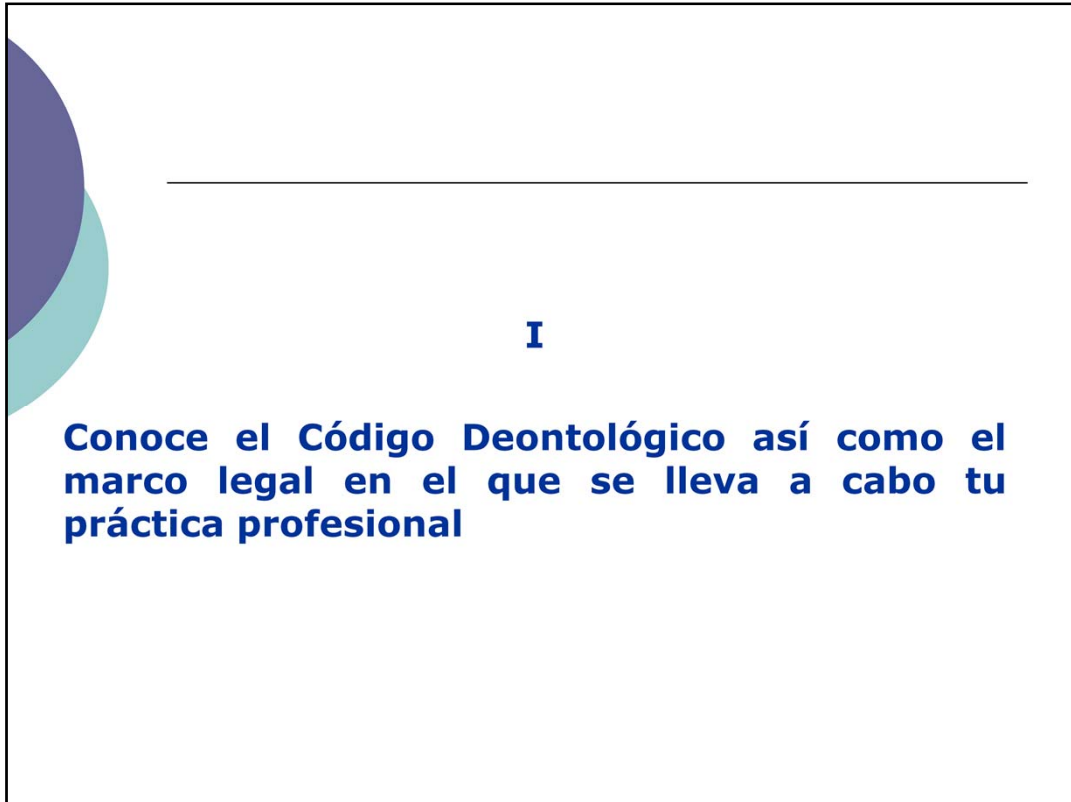 I
Conoce el Código Deontológico así como el
marco legal en el que se lleva a cabo tu
práctica profesional